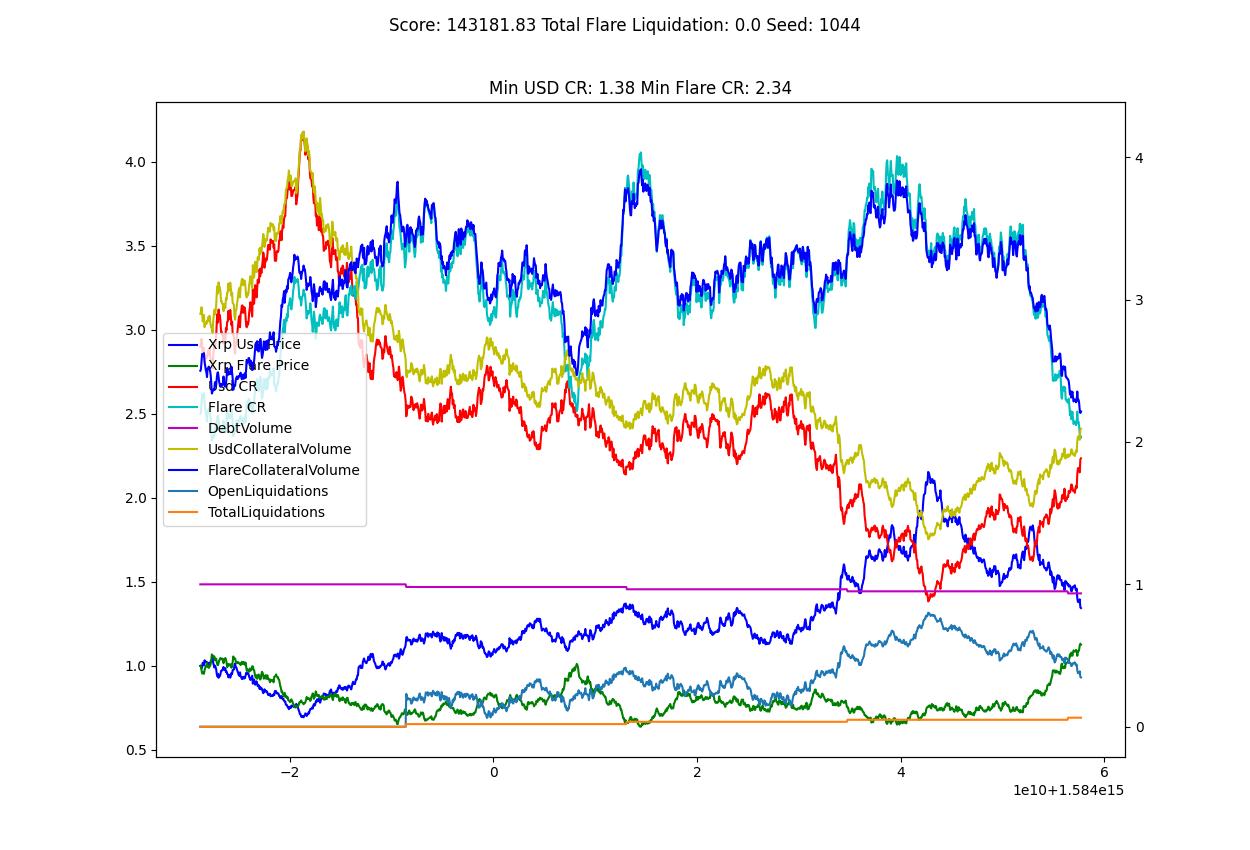 Score: 143181.83 Total Flare Liquidation: 0.0 Seed: 1044
Min USD CR: 1.38 Min Flare CR: 2.34
4.0
3.5
3.0
2.5
2.0
1.5
1.0
0.5
Xrp Usd Price
Xrp Flare Price
Usd CR
Flare CR
DebtVolume
UsdCollateralVolume
FlareCollateralVolume
OpenLiquidations
TotalLiquidations
4
3
2
1
0
−2 0 2 4 6
1e10+1.584e15